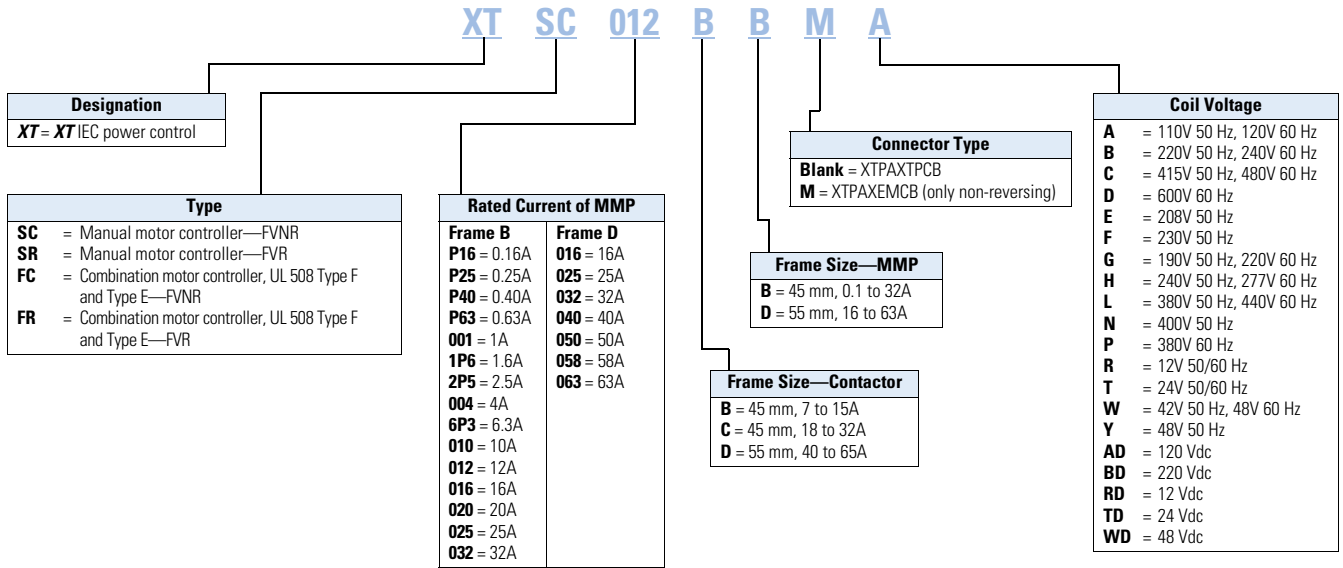 XT SC 012 B B M A
Designation
XT = XT IEC power control
Type
SC = Manual motor controller—FVNR
SR = Manual motor controller—FVR
FC = Combination motor controller, UL 508 Type F
and Type E—FVNR
FR = Combination motor controller, UL 508 Type F
and Type E—FVR
Rated Current of MMP
Frame B
P16 = 0.16A
P25 = 0.25A
P40 = 0.40A
P63 = 0.63A
001 = 1A
1P6 = 1.6A
2P5 = 2.5A
004 = 4A
6P3 = 6.3A
010 = 10A
012 = 12A
016 = 16A
020 = 20A
025 = 25A
032 = 32A
Frame D
016 = 16A
025 = 25A
032 = 32A
040 = 40A
050 = 50A
058 = 58A
063 = 63A
Frame Size—Contactor
B = 45 mm, 7 to 15A
C = 45 mm, 18 to 32A
D = 55 mm, 40 to 65A
Frame Size—MMP
B = 45 mm, 0.1 to 32A
D = 55 mm, 16 to 63A
Connector Type
Blank = XTPAXTPCB
M = XTPAXEMCB (only non-reversing)
Coil Voltage
A = 110V 50 Hz, 120V 60 Hz
B = 220V 50 Hz, 240V 60 Hz
C = 415V 50 Hz, 480V 60 Hz
D = 600V 60 Hz
E = 208V 50 Hz
F = 230V 50 Hz
G = 190V 50 Hz, 220V 60 Hz
H = 240V 50 Hz, 277V 60 Hz
L = 380V 50 Hz, 440V 60 Hz
N = 400V 50 Hz
P = 380V 60 Hz
R = 12V 50/60 Hz
T = 24V 50/60 Hz
W = 42V 50 Hz, 48V 60 Hz
Y = 48V 50 Hz
AD = 120 Vdc
BD = 220 Vdc
RD = 12 Vdc
TD = 24 Vdc
WD = 48 Vdc